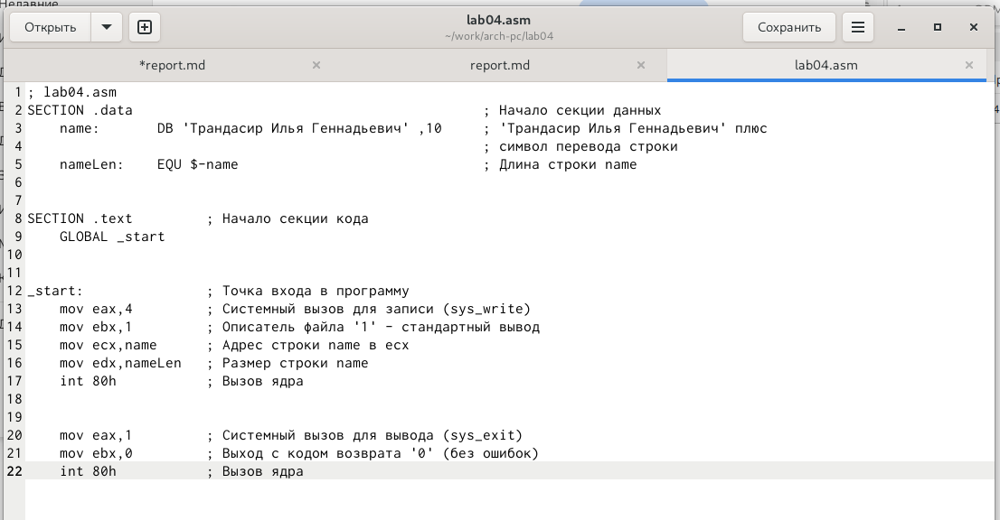 Недавние
Открыть
lab04.asm
~/work/arch-pc/lab04
Сохранить
*report.md
report.md
lab04.asm
1 ; lab04.asm
2 SECTION .data ; Начало секции данных
3 name: DB 'Трандасир Илья Геннадьевич' ,10 ; 'Трандасир Илья Геннадьевич' плюс
4 ; символ перевода строки
5 nameLen: EQU $-name ; Длина строки name
6
7
8 SECTION .text ; Начало секции кода
9 GLOBAL _start
10
11
12 _start: ; Точка входа в программу
13 mov eax,4 ; Системный вызов для записи (sys_write)
14 mov ebx,1 ; Описатель файла '1' - стандартный вывод
15 mov ecx,name ; Адрес строки name в ecx
16 mov edx,nameLen ; Размер строки name
17 int 80h ; Вызов ядра
18
19
20 mov eax,1 ; Системный вызов для вывода (sys_exit)
21 mov ebx,0 ; Выход с кодом возврата '0' (без ошибок)
22 int 80h ; Вызов ядра